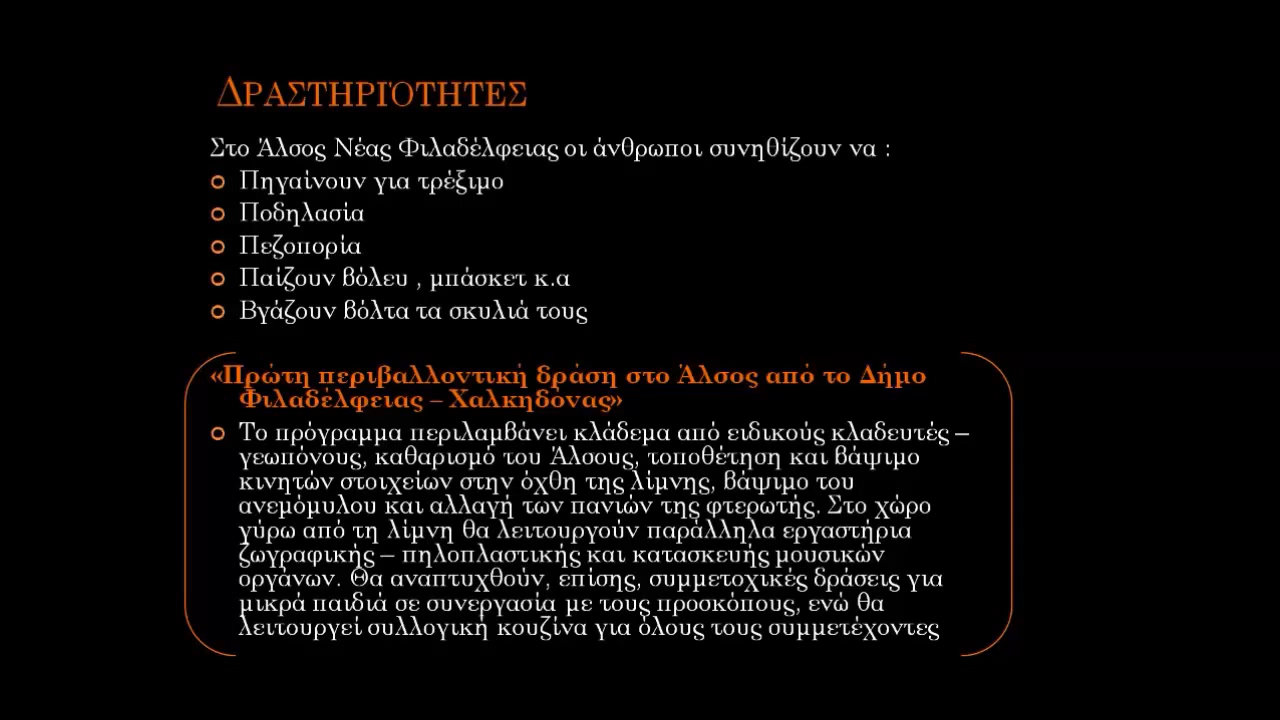 Δραστηριότητες
Στο Άλσος Νέας Φιλαδέλφειας οι άνθρωποι συνηθίζουν να :
Πηγαίνουν για τρέξιμο
Ποδηλασία
Πεζοπορία
Παίζουν βόλευ , μπάσκετ κ.α
Βγάζουν βόλτα τα σκυλιά τους
«Πρώτη περιβαλλοντική δράση στο Άλσος από το Δήμο
Φιλαδέλφειας – Χαλκηδόνας»
Το πρόγραμμα περιλαμβάνει κλάδεμα από ειδικούς κλαδευτές –
γεωπόνους, καθαρισμό του Άλσους, τοποθέτηση και βάψιμο
κινητών στοιχείων στην όχθη της λίμνης, βάψιμο του
ανεμόμυλου και αλλαγή των πανιών της φτερωτής. Στο χώρο
γύρω από τη λίμνη θα λειτουργούν παράλληλα εργαστήρια
ζωγραφικής – πηλοπλαστικής και κατασκευής μουσικών
οργάνων. Θα αναπτυχθούν, επίσης, συμμετοχικές δράσεις για
μικρά παιδιά σε συνεργασία με τους προσκόπους, ενώ θα
λειτουργεί συλλογική κουζίνα για όλους τους συμμετέχοντες